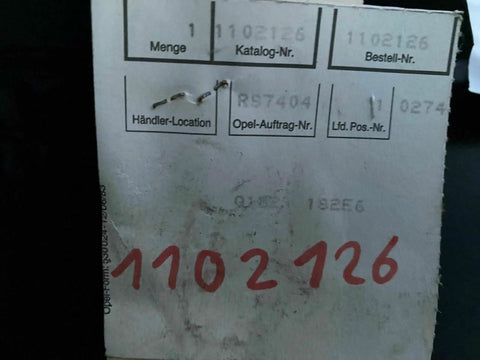 1 1102126 1102126
Menge Katalog-Nr. Bestell-Nr.
RS7404 1 0274
Händler-Location Opel-Auftrag-Nr. Lfd. Pos.-Nr.
182E6
1102126